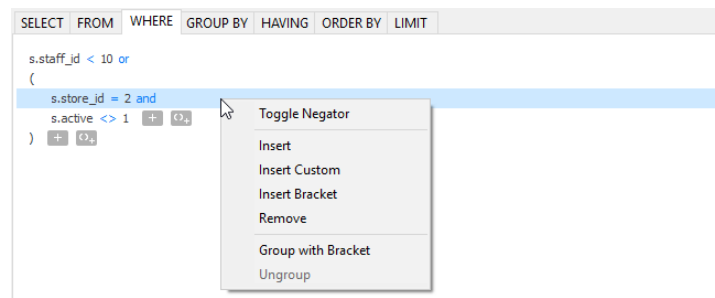 SELECT FROM WHERE GROUP BY HAVING ORDER BY LIMIT
s.staff_id < 10 or
(
s.store_id = 2 and
s.active <> 1 + ()+
) + ()+
Toggle Negator
Insert
Insert Custom
Insert Bracket
Remove
Group with Bracket
Ungroup